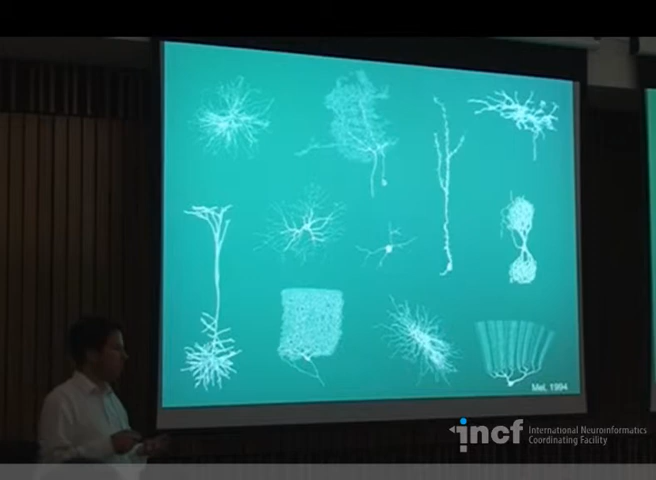 Mel, 1994
incf International Neuroinformatics
Coordinating Facility